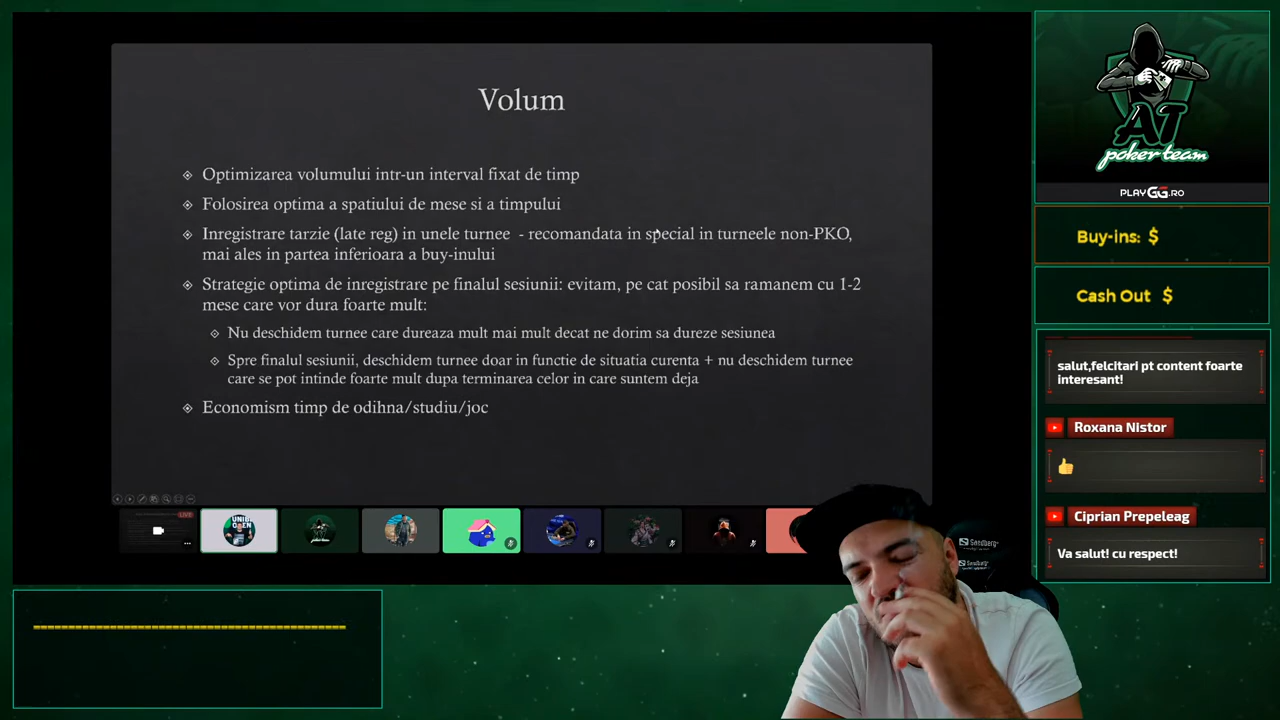 Volum
Optimizarea volumului intr-un interval fixat de timp
Folosirea optima a spatiului de mese si a timpului
Inregistrare tarzie (late reg) in unele turnee - recomandata in special in turneele non-PKO,
mai ales in partea inferioara a buy-inului
Strategie optima de inregistrare pe finalul sesiunii: evitam, pe cat posibil sa ramanem cu 1-2
mese care vor dura foarte mult:
Nu deschidem turnee care dureaza mult mai mult decat ne dorim sa dureze sesiunea
Spre finalul sesiunii, deschidem turnee doar in functie de situatia curenta + nu deschidem turnee
care se pot intinde foarte mult dupa terminarea celor in care suntem deja
Economism timp de odihna/studiu/joc
LIVE
UNIBET
OPEN
Sandberg
Sandberg
poker team
PLAYGG.RO
Buy-ins: $
Cash Out $
salut,felcitari pt content foarte
interesant!
Roxana Nistor
👍
Ciprian Prepeleag
Va salut! cu respect!